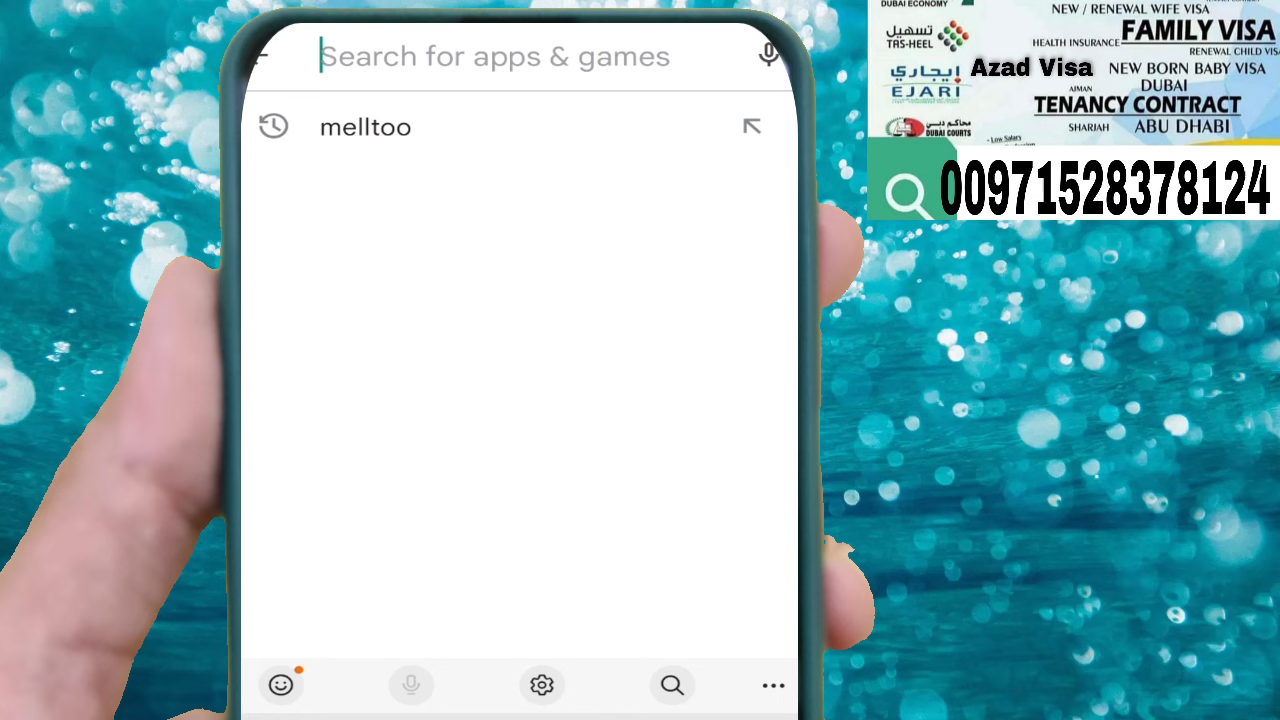 Search for apps & games
melltoo
DUBAI ECONOMY
NEW / RENEWAL WIFE VISA
FAMILY VISA
تسهيل
TAS-HEEL
HEALTH INSURANCE
RENEWAL CHILD VISA
إيجاري
EJARI
Azad Visa
NEW BORN BABY VISA
AJMAN
DUBAI
TENANCY CONTRACT
محاكم دبي
DUBAI COURTS
SHARJAH
ABU DHABI
- Low Salary
00971528378124